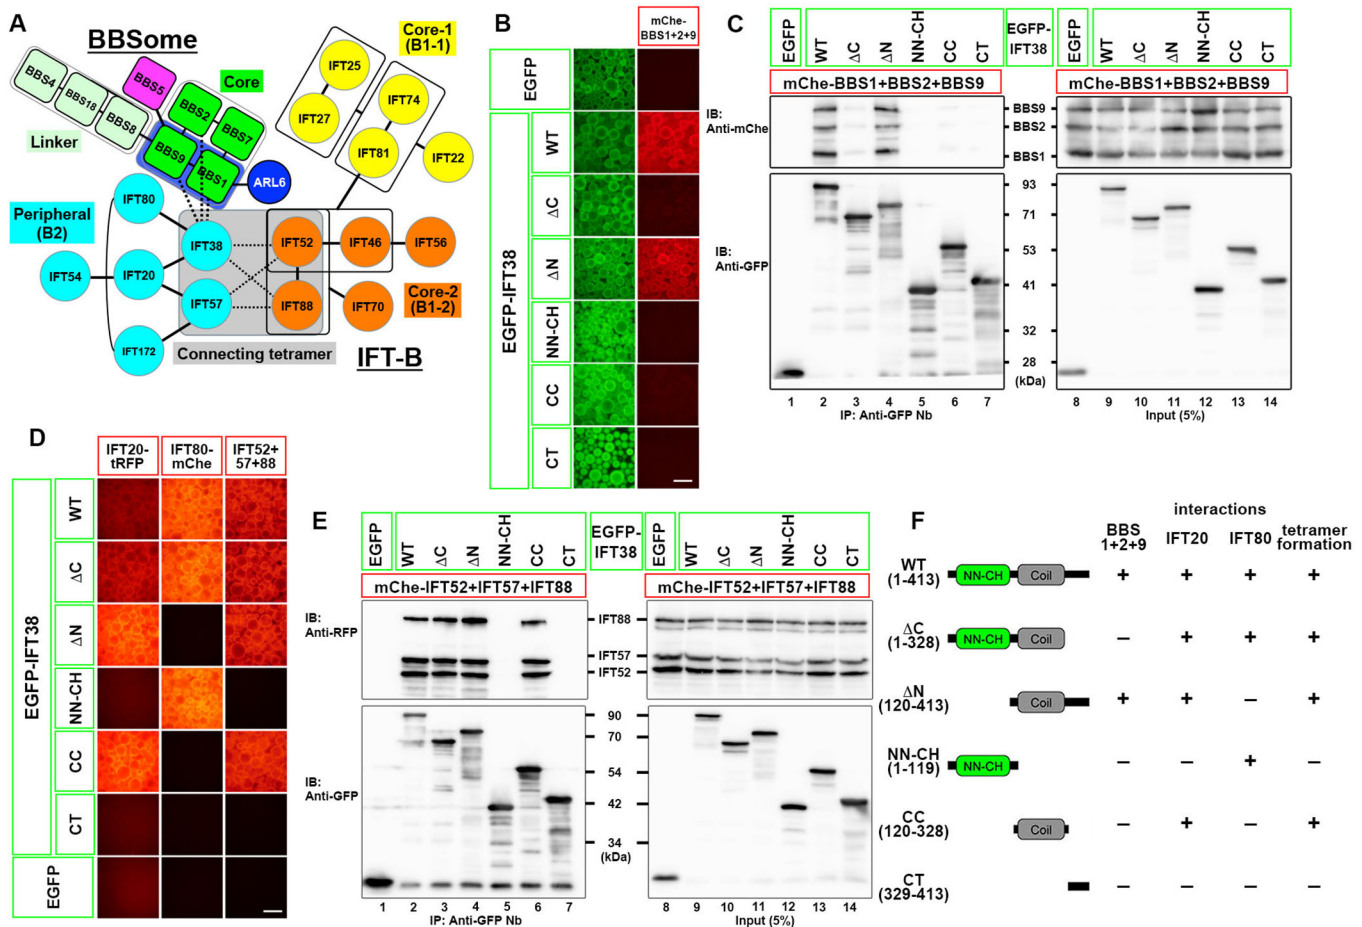 A
BBSome
BBS4
BBS18
BBS8
BBS5
Core
BBS2
BBS7
BBS9
BBS1
Linker
ARL6
Core-1
(B1-1)
IFT25
IFT27
IFT74
IFT81
IFT22
Peripheral
(B2)
IFT80
IFT38
IFT52
IFT46
IFT56
IFT54
IFT20
IFT57
IFT88
IFT70
Core-2
(B1-2)
IFT172
Connecting tetramer
IFT-B
B
mChe-
BBS1+2+9
EGFP
EGFP-IFT38
WT
ΔC
ΔN
NN-CH
CC
CT
C
EGFP
WT
ΔC
ΔN
NN-CH
CC
CT
EGFP-
IFT38
EGFP
WT
ΔC
ΔN
NN-CH
CC
CT
mChe-BBS1+BBS2+BBS9
mChe-BBS1+BBS2+BBS9
IB:
Anti-mChe
BBS9
BBS2
BBS1
IB:
Anti-GFP
93
71
53
41
32
28
(kDa)
1 2 3 4 5 6 7
8 9 10 11 12 13 14
IP: Anti-GFP Nb
Input (5%)
D
IFT20-
tRFP
IFT80-
mChe
IFT52+
57+88
EGFP-IFT38
WT
ΔC
ΔN
NN-CH
CC
CT
EGFP
E
EGFP
WT
ΔC
ΔN
NN-CH
CC
CT
EGFP-
IFT38
EGFP
WT
ΔC
ΔN
NN-CH
CC
CT
mChe-IFT52+IFT57+IFT88
mChe-IFT52+IFT57+IFT88
IB:
Anti-RFP
IFT88
IFT57
IFT52
IB:
Anti-GFP
90
70
54
42
34
(kDa)
1 2 3 4 5 6 7
8 9 10 11 12 13 14
IP: Anti-GFP Nb
Input (5%)
F
interactions
BBS
1+2+9
IFT20
IFT80
tetramer
formation
WT
(1-413)
NN-CH
Coil
+ + + +
ΔC
(1-328)
NN-CH
Coil
– + + +
ΔN
(120-413)
Coil
+ + – +
NN-CH
(1-119)
NN-CH
– – + –
CC
(120-328)
Coil
– + – +
CT
(329-413)
– – – –